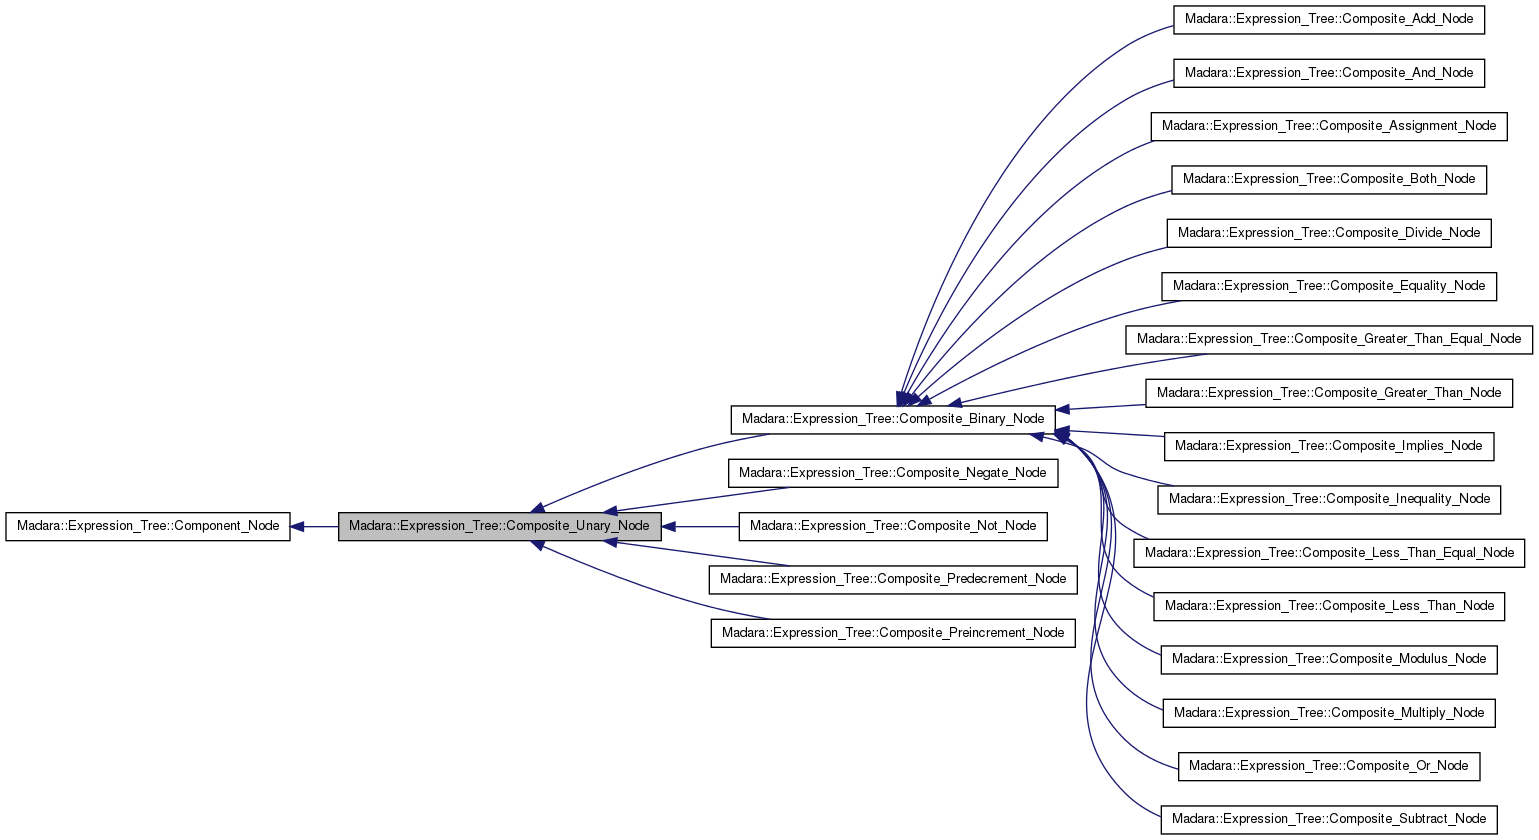 Madara::Expression_Tree::Component_Node
Madara::Expression_Tree::Composite_Unary_Node
Madara::Expression_Tree::Composite_Binary_Node
Madara::Expression_Tree::Composite_Negate_Node
Madara::Expression_Tree::Composite_Not_Node
Madara::Expression_Tree::Composite_Predecrement_Node
Madara::Expression_Tree::Composite_Preincrement_Node
Madara::Expression_Tree::Composite_Add_Node
Madara::Expression_Tree::Composite_And_Node
Madara::Expression_Tree::Composite_Assignment_Node
Madara::Expression_Tree::Composite_Both_Node
Madara::Expression_Tree::Composite_Divide_Node
Madara::Expression_Tree::Composite_Equality_Node
Madara::Expression_Tree::Composite_Greater_Than_Equal_Node
Madara::Expression_Tree::Composite_Greater_Than_Node
Madara::Expression_Tree::Composite_Implies_Node
Madara::Expression_Tree::Composite_Inequality_Node
Madara::Expression_Tree::Composite_Less_Than_Equal_Node
Madara::Expression_Tree::Composite_Less_Than_Node
Madara::Expression_Tree::Composite_Modulus_Node
Madara::Expression_Tree::Composite_Multiply_Node
Madara::Expression_Tree::Composite_Or_Node
Madara::Expression_Tree::Composite_Subtract_Node